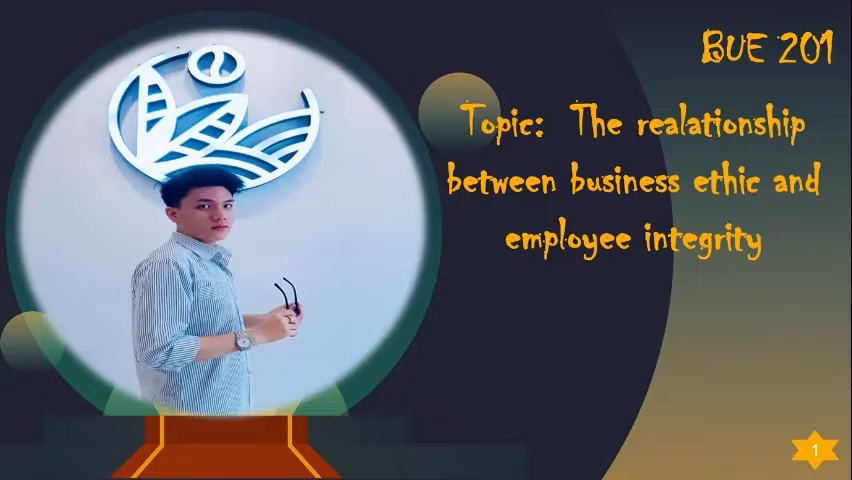 BUE 201
Topic: The realationship
between business ethic and
employee integrity
1